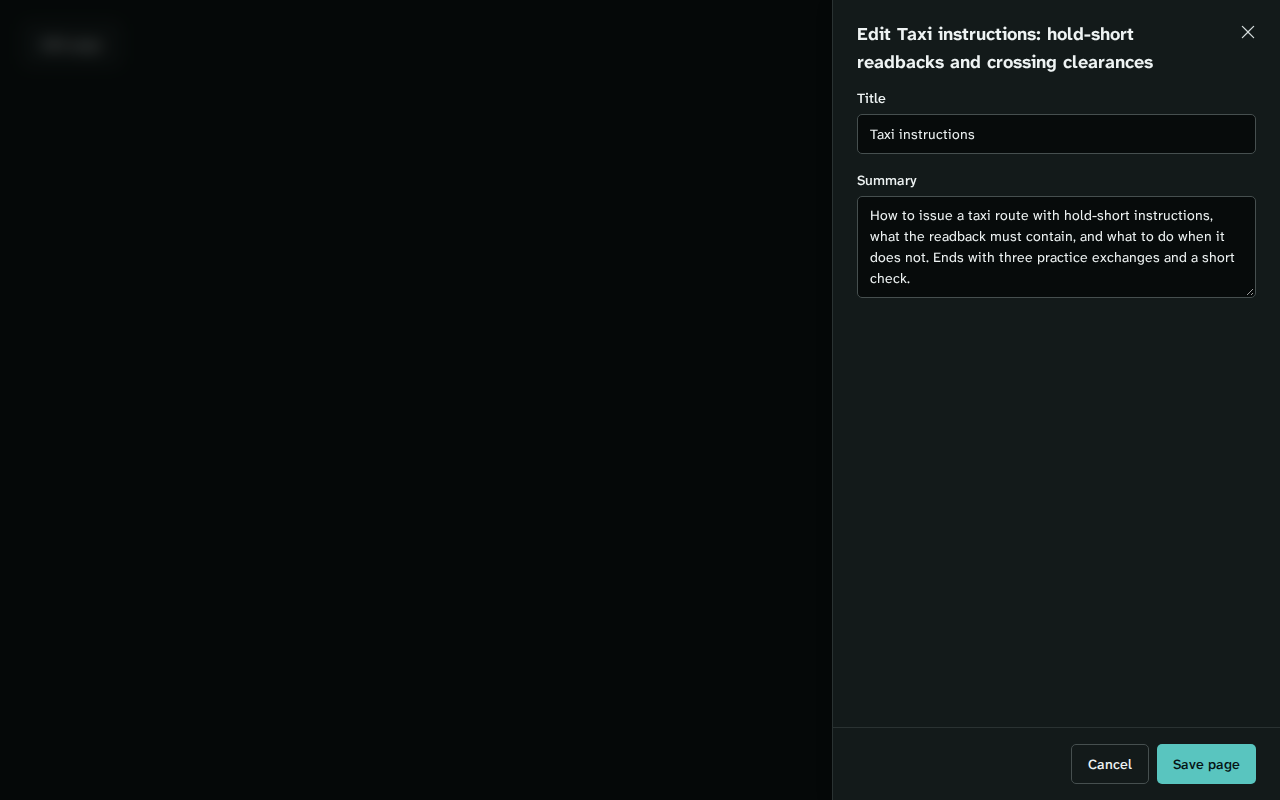 Edit Taxi instructions: hold-short
readbacks and crossing clearances
Title
Taxi instructions
Summary
How to issue a taxi route with hold-short instructions,
what the readback must contain, and what to do when it
does not. Ends with three practice exchanges and a short
check.
Cancel
Save page